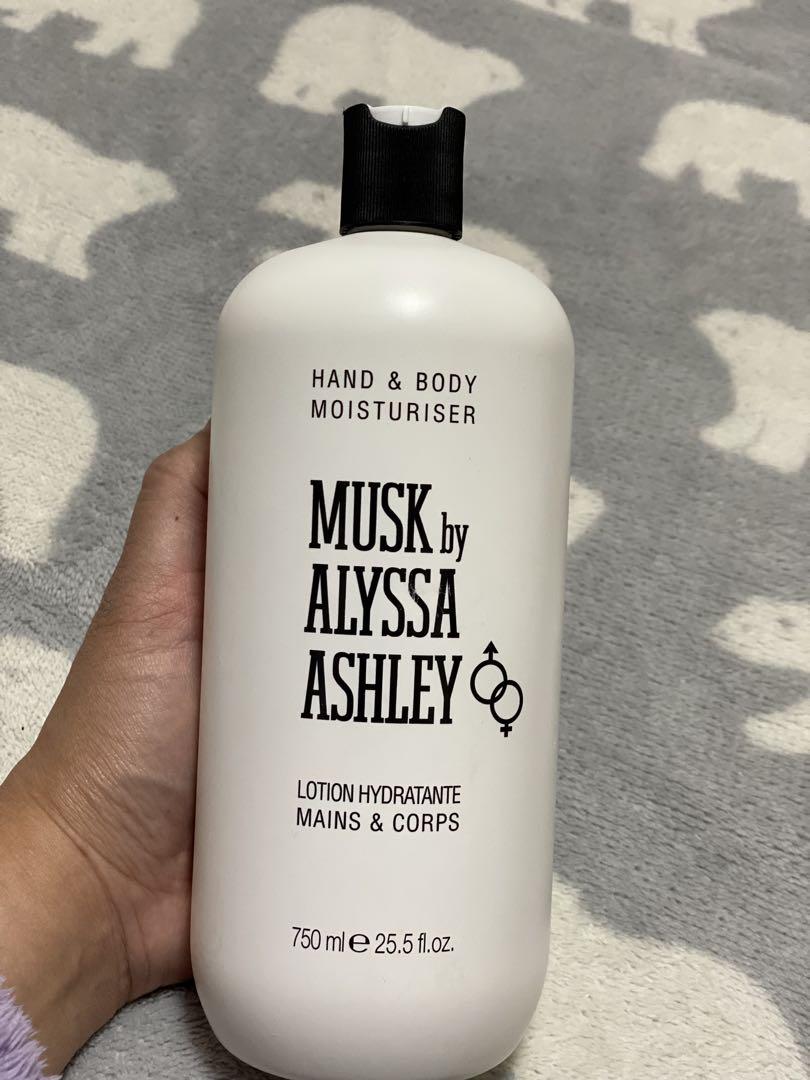 HAND & BODY
MOISTURISER
MUSK by
ALYSSA
ASHLEY
LOTION HYDRATANTE
MAINS & CORPS
750 ml ℮ 25.5 fl.oz.